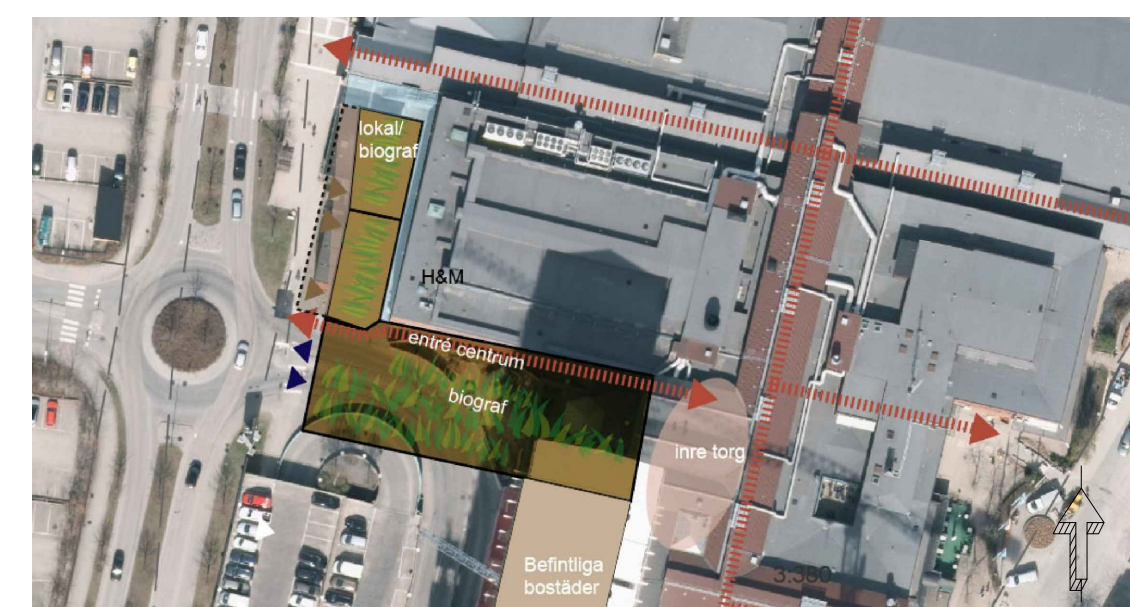 lokal/
biograf
H&M
entré centrum
biograf
inre torg
Befintliga
bostäder
3:380